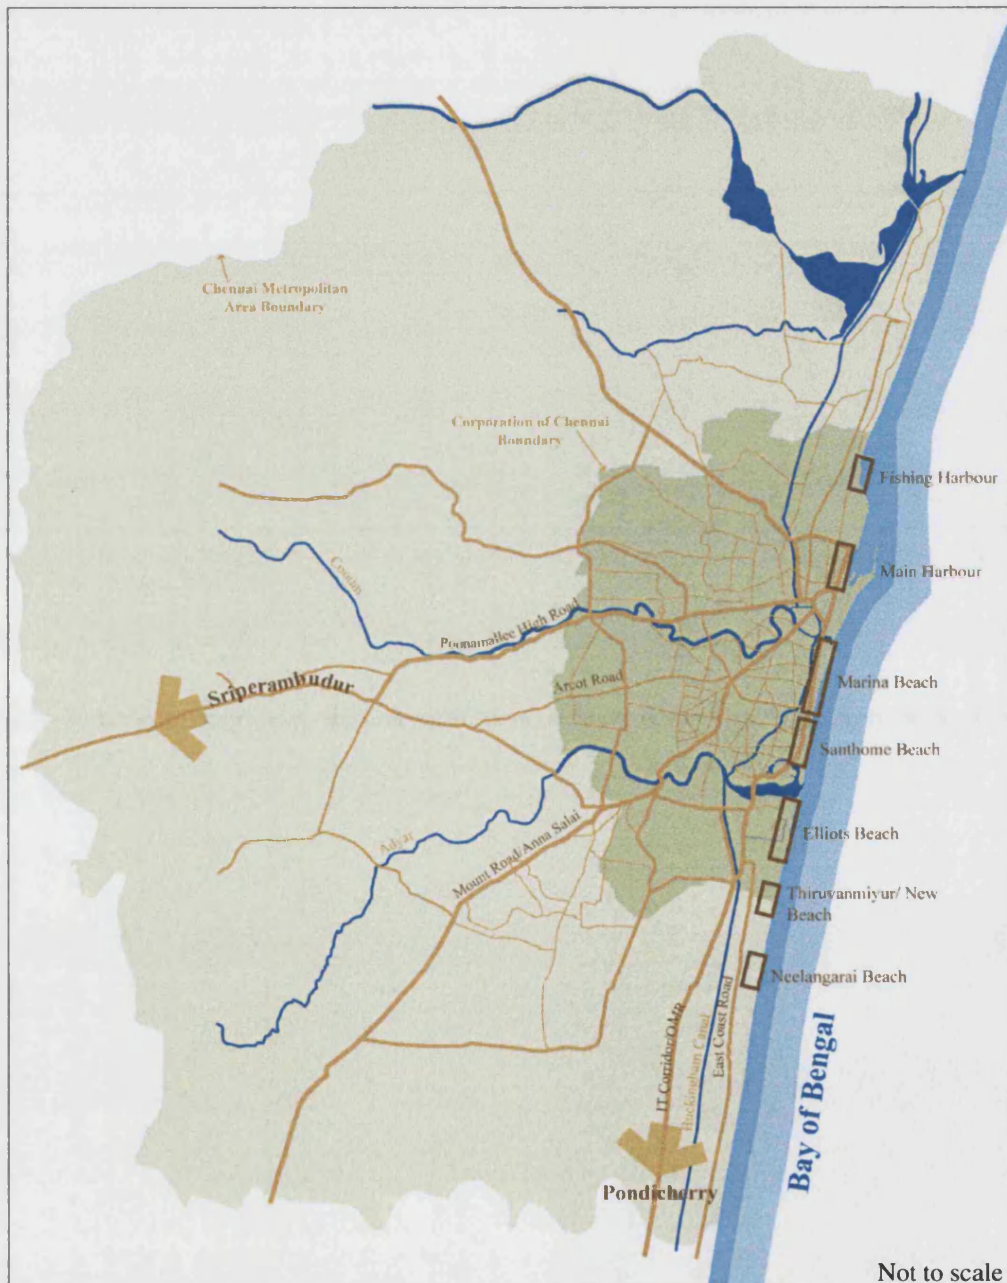 Chennai Metropolitan
Area Boundary
Corporation of Chennai
Boundary
Fishing Harbour
Main Harbour
Cooum
Poonamallee High Road
Sriperambudur
Arcot Road
Marina Beach
Santhome Beach
Elliots Beach
Adyar
Mount Road/Anna Salai
Thiruvanmiyur/ New
Beach
Neelangarai Beach
IT Corridor/OMR
Buckingham Canal
East Coast Road
Bay of Bengal
Pondicherry
Not to scale